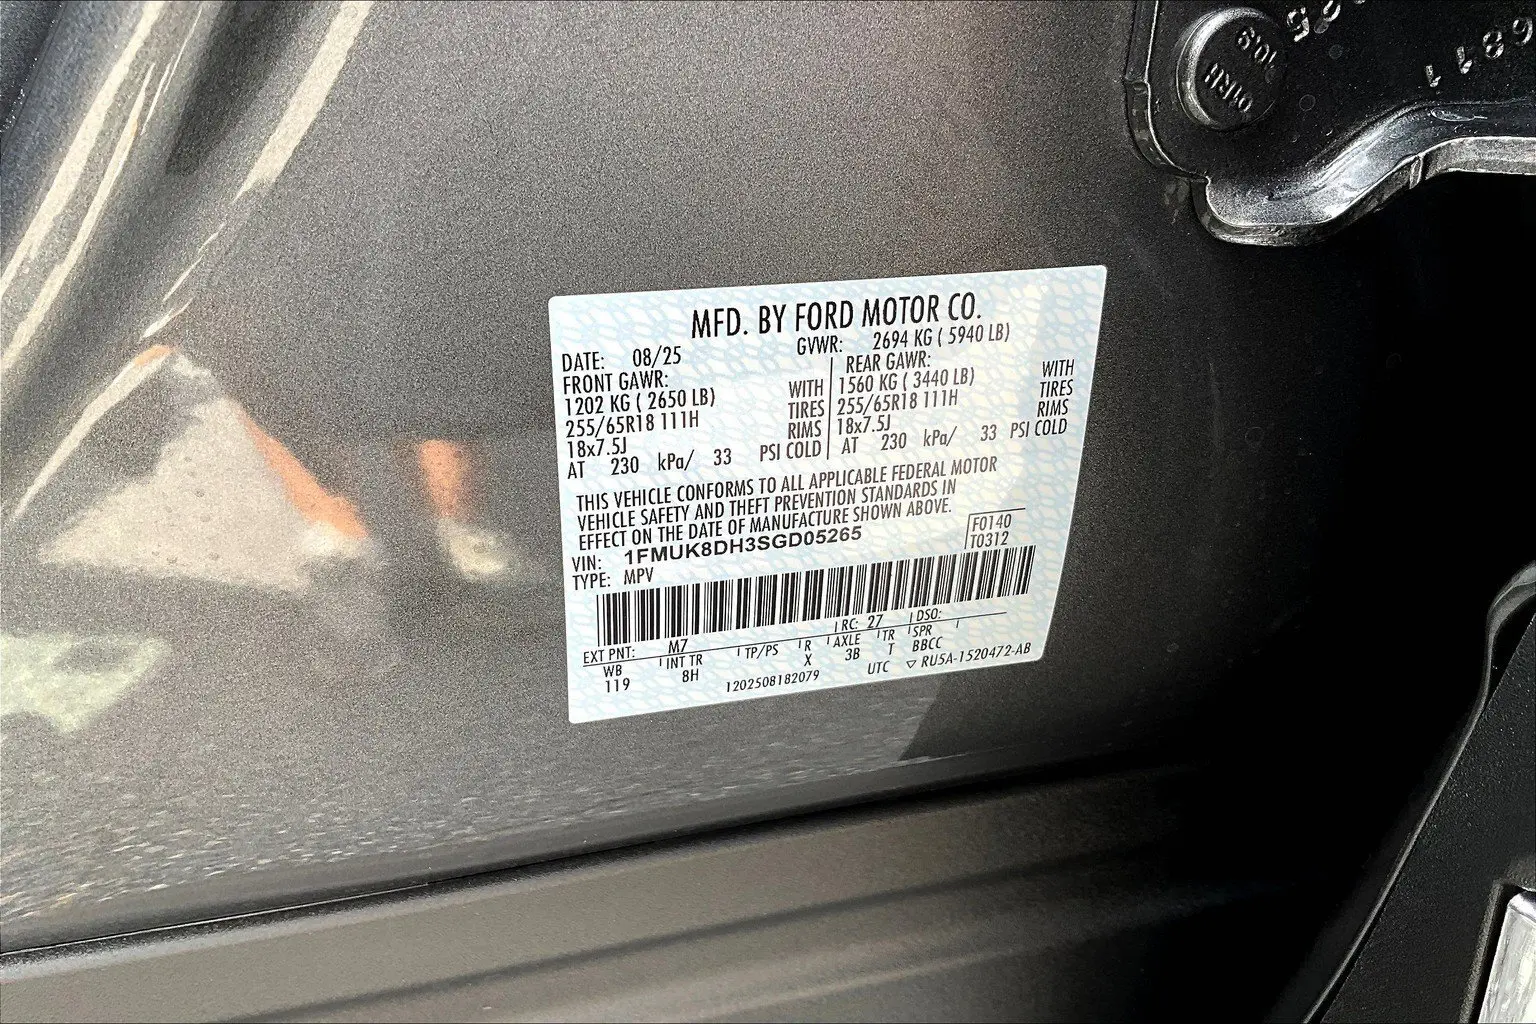 10.9
OIRH
6811
MFD. BY FORD MOTOR CO.
DATE: 08/25
GVWR: 2694 KG ( 5940 LB)
FRONT GAWR:
1202 KG ( 2650 LB)
WITH
255/65R18 111H
TIRES
18x7.5J
RIMS
AT 230 kPa/ 33 PSI COLD
REAR GAWR:
1560 KG ( 3440 LB)
WITH
255/65R18 111H
TIRES
18x7.5J
RIMS
AT 230 kPa/ 33 PSI COLD
THIS VEHICLE CONFORMS TO ALL APPLICABLE FEDERAL MOTOR
VEHICLE SAFETY AND THEFT PREVENTION STANDARDS IN
EFFECT ON THE DATE OF MANUFACTURE SHOWN ABOVE.
VIN: 1FMUK8DH3SGD05265
F0140
T0312
TYPE: MPV
EXT PNT: M7 RC: 27 DSO:
WB INT TR TP/PS R AXLE TR SPR
119 8H X 3B T BBCC
1202508182079 UTC ▽ RU5A-1520472-AB